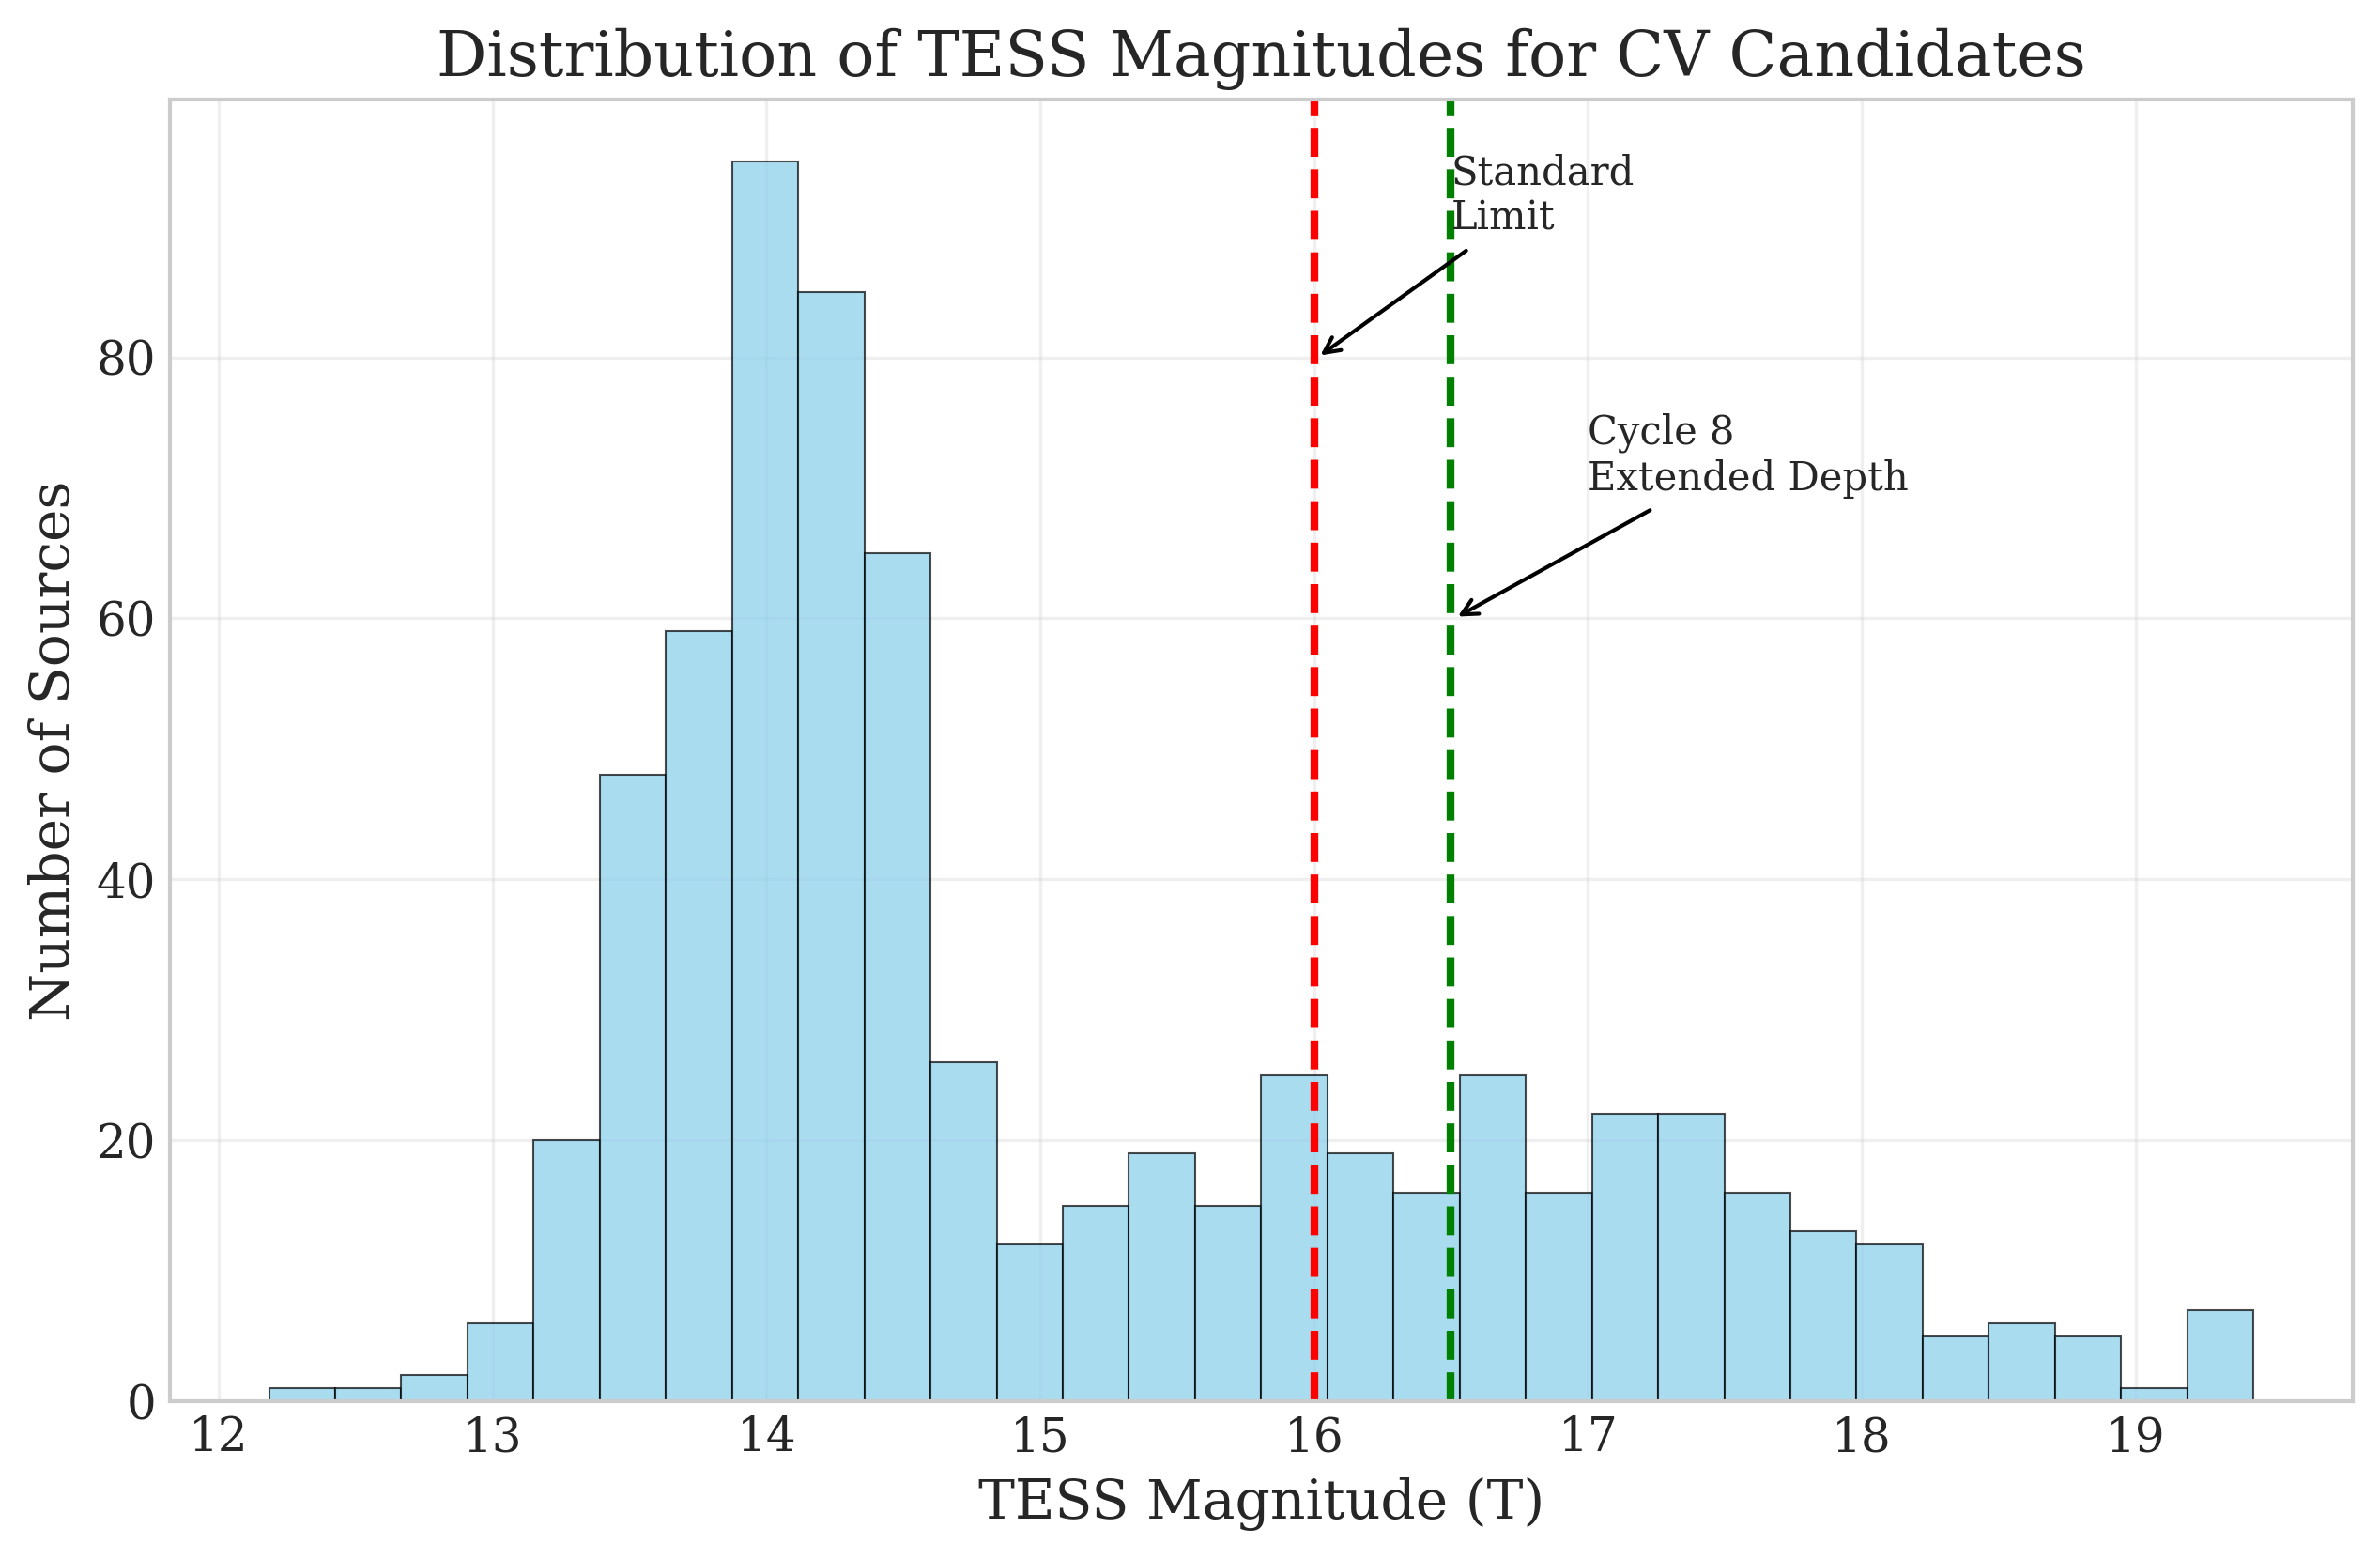 Distribution of TESS Magnitudes for CV Candidates
Standard
Limit
Cycle 8
Extended Depth
80
60
40
20
0
Number of Sources
12 13 14 15 16 17 18 19
TESS Magnitude (T)